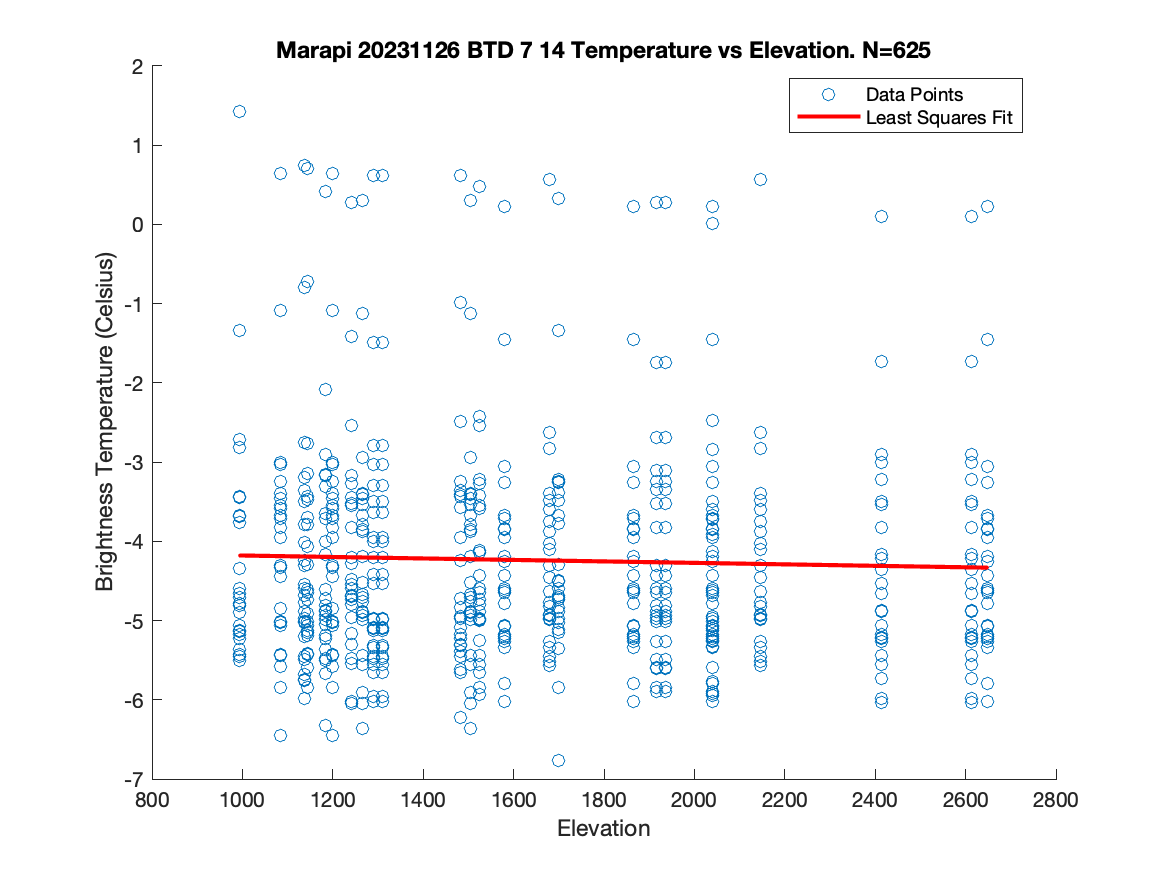 Marapi 20231126 BTD 7 14 Temperature vs Elevation. N=625
Data Points
Least Squares Fit
2
1
0
-1
-2
-3
-4
-5
-6
-7
Brightness Temperature (Celsius)
800 1000 1200 1400 1600 1800 2000 2200 2400 2600 2800
Elevation